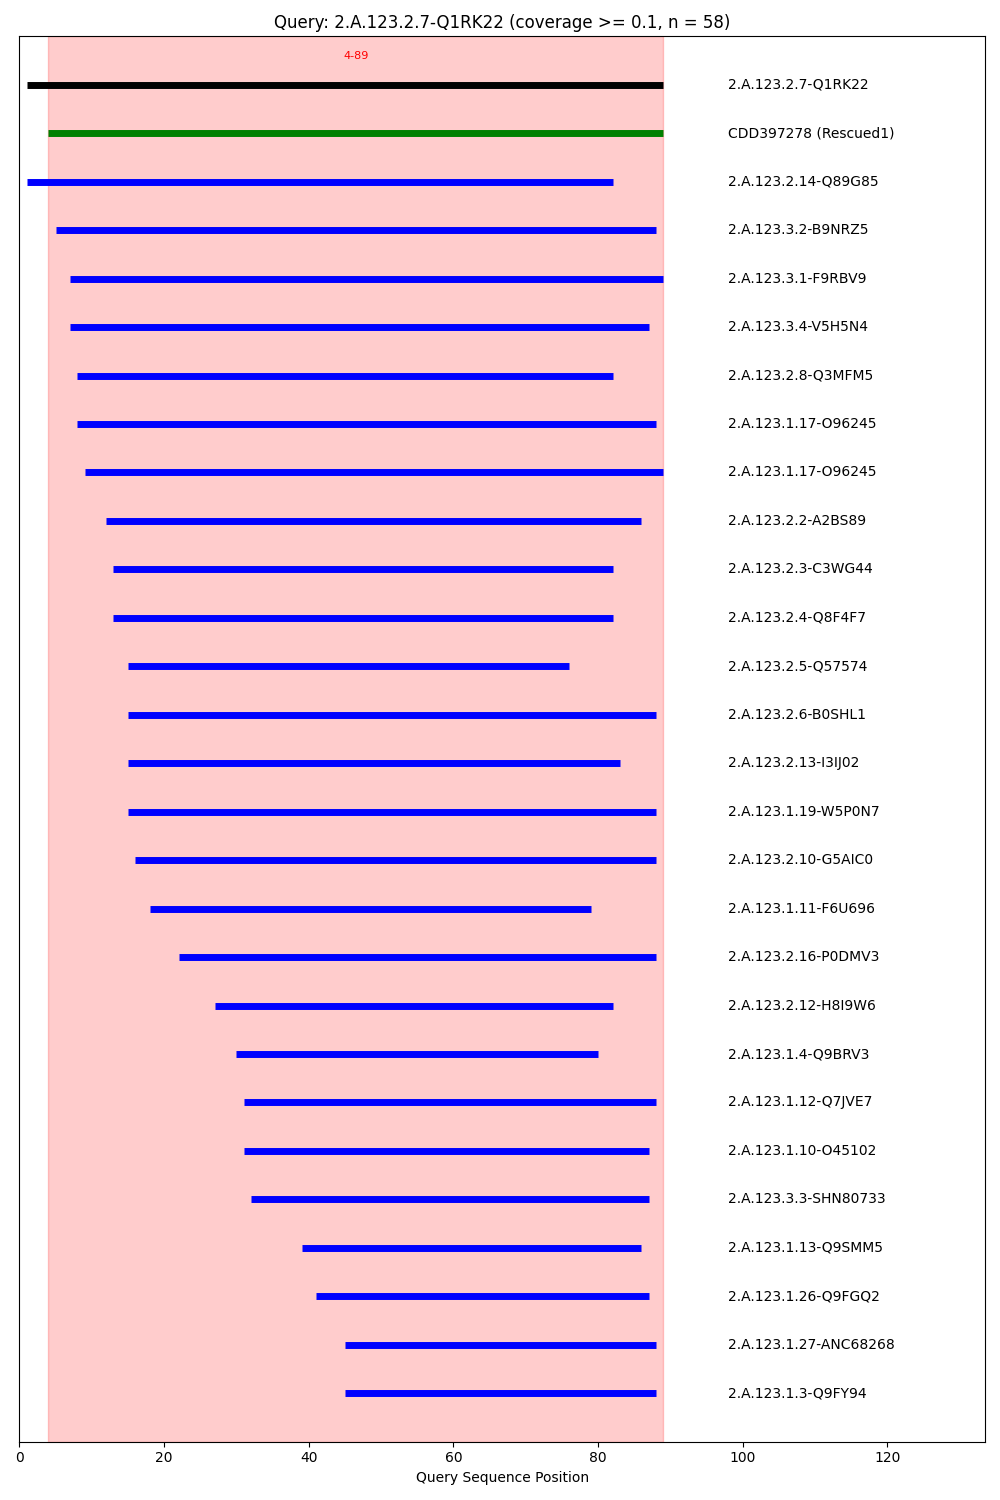 Query: 2.A.123.2.7-Q1RK22 (coverage >= 0.1, n = 58)
4-89
2.A.123.2.7-Q1RK22
CDD397278 (Rescued1)
2.A.123.2.14-Q89G85
2.A.123.3.2-B9NRZ5
2.A.123.3.1-F9RBV9
2.A.123.3.4-V5H5N4
2.A.123.2.8-Q3MFM5
2.A.123.1.17-O96245
2.A.123.1.17-O96245
2.A.123.2.2-A2BS89
2.A.123.2.3-C3WG44
2.A.123.2.4-Q8F4F7
2.A.123.2.5-Q57574
2.A.123.2.6-B0SHL1
2.A.123.2.13-I3IJ02
2.A.123.1.19-W5P0N7
2.A.123.2.10-G5AIC0
2.A.123.1.11-F6U696
2.A.123.2.16-P0DMV3
2.A.123.2.12-H8I9W6
2.A.123.1.4-Q9BRV3
2.A.123.1.12-Q7JVE7
2.A.123.1.10-O45102
2.A.123.3.3-SHN80733
2.A.123.1.13-Q9SMM5
2.A.123.1.26-Q9FGQ2
2.A.123.1.27-ANC68268
2.A.123.1.3-Q9FY94
0 20 40 60 80 100 120
Query Sequence Position